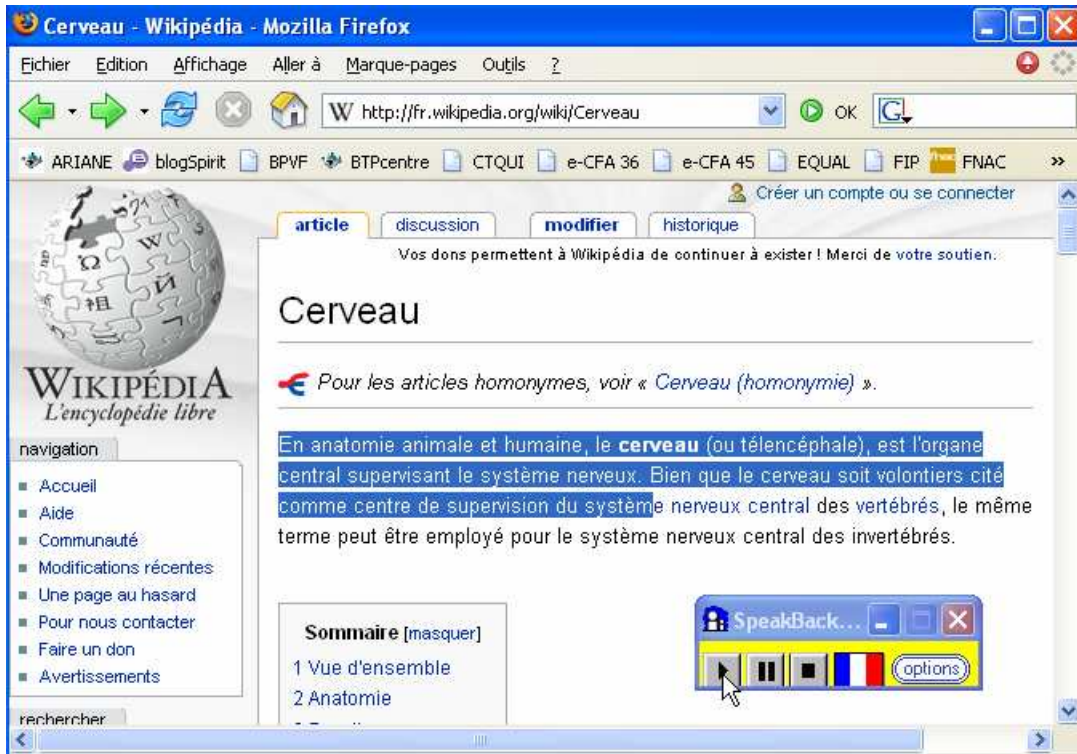 Cerveau - Wikipédia - Mozilla Firefox
Fichier Edition Affichage Aller à Marque-pages Outils ?
W http://fr.wikipedia.org/wiki/Cerveau OK G
ARIANE blogSpirit BPVF BTPcentre CTQUI e-CFA 36 e-CFA 45 EQUAL FIP FNAC »
Créer un compte ou se connecter
article discussion modifier historique
Vos dons permettent à Wikipédia de continuer à exister ! Merci de votre soutien.
Cerveau
Pour les articles homonymes, voir « Cerveau (homonymie) ».
WIKIPÉDIA
L'encyclopédie libre
En anatomie animale et humaine, le cerveau (ou télencéphale), est l'organe
central supervisant le système nerveux. Bien que le cerveau soit volontiers cité
comme centre de supervision du système nerveux central des vertébrés, le même
terme peut être employé pour le système nerveux central des invertébrés.
navigation
Accueil
Aide
Communauté
Modifications récentes
Une page au hasard
Pour nous contacter
Faire un don
Avertissements
rechercher
Sommaire [masquer]
1 Vue d'ensemble
2 Anatomie
SpeakBack...
options